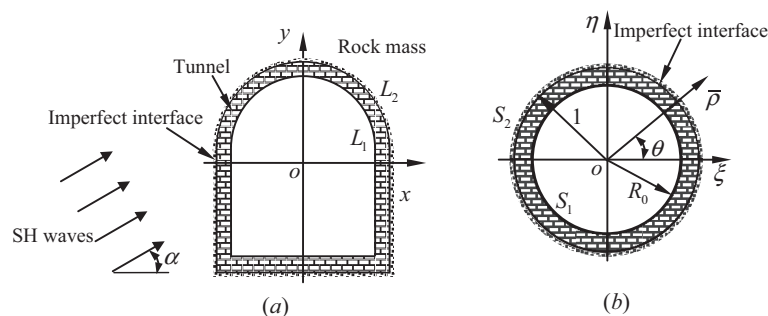 y
Rock mass
Tunnel
L2
Imperfect interface
L1
o
x
SH waves
α
(a)
η
Imperfect interface
ρ̅
S2
1
θ
o
ξ
R0
S1
(b)